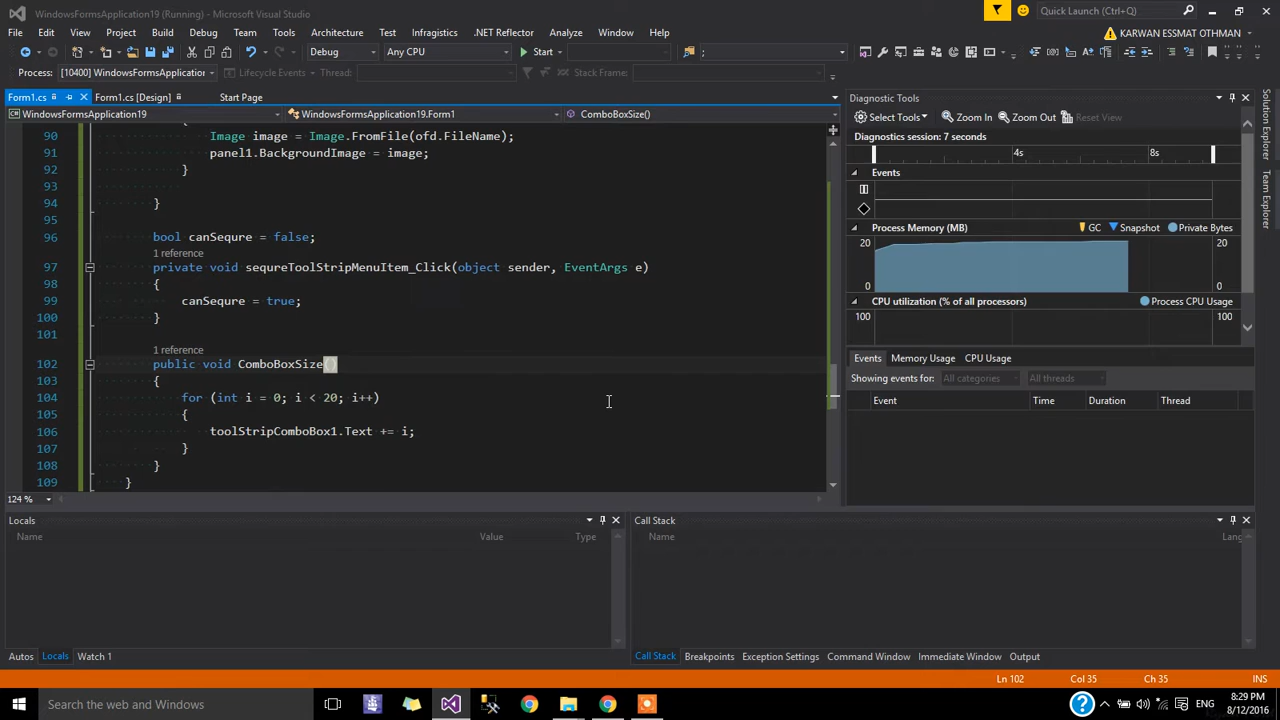 WindowsFormsApplication19 (Running) - Microsoft Visual Studio
Quick Launch (Ctrl+Q)
File Edit View Project Build Debug Team Tools Architecture Test .NET Reflector Analyze Window Help
KARWAN ESSMAT OTHMAN
Debug Any CPU Start ;
Process: [10400] WindowsFormsApplication Lifecycle Events Thread: Stack Frame:
Form1.cs Form1.cs [Design] Start Page
WindowsFormsApplication19 WindowsFormsApplication19.Form1 ComboBoxSize()
90 Image image = Image.FromFile(ofd.FileName);
91 panel1.BackgroundImage = image;
92 }
93
94 }
95
96 bool canSequre = false;
1 reference
97 private void sequreToolStripMenuItem_Click(object sender, EventArgs e)
98 {
99 canSequre = true;
100 }
101
1 reference
102 public void ComboBoxSize()
103 {
104 for (int i = 0; i < 20; i++)
105 {
106 toolStripComboBox1.Text += i;
107 }
108 }
109 }
124 %
Diagnostic Tools
Select Tools Zoom In Zoom Out Reset View
Diagnostics session: 7 seconds
4s 8s
Events
Process Memory (MB) GC Snapshot Private Bytes
20 20
0 0
CPU utilization (% of all processors) Process CPU Usage
100 100
Events Memory Usage CPU Usage
Showing events for: All categories All threads
Event Time Duration Thread
Solution Explorer
Team Explorer
Locals
Name Value Type
Call Stack
Name Lang
Autos Locals Watch 1
Call Stack Breakpoints Exception Settings Command Window Immediate Window Output
Ln 102 Col 35 Ch 35 INS
Search the web and Windows
ENG
8:29 PM
8/12/2016